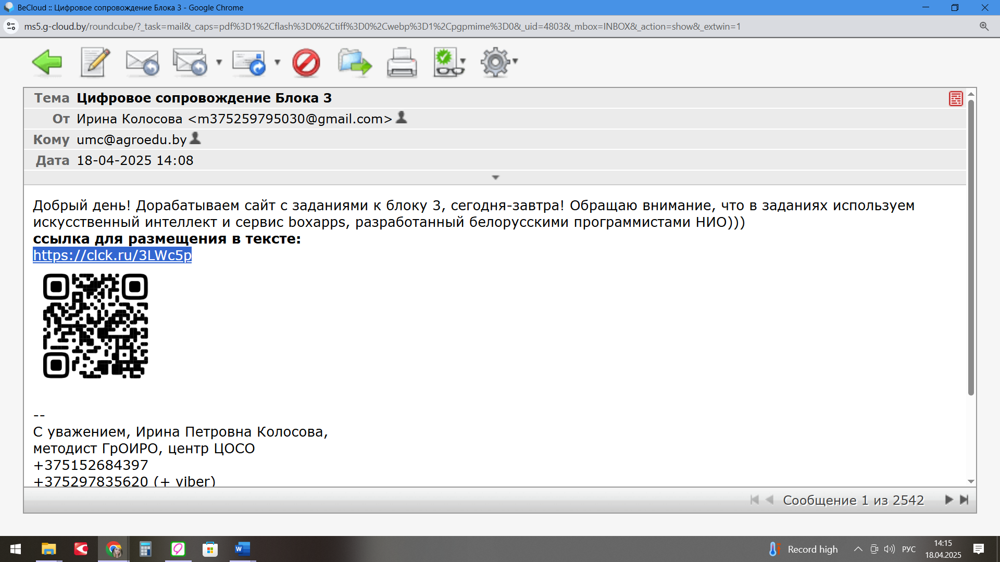 BeCloud :: Цифровое сопровождение Блока 3 - Google Chrome
ms5.g-cloud.by/roundcube/?_task=mail&_caps=pdf%3D1%2Cflash%3D0%2Ctiff%3D0%2Cwebp%3D1%2Cpgpmime%3D0&_uid=4803&_mbox=INBOX&_action=show&_extwin=1
Тема Цифровое сопровождение Блока 3
От Ирина Колосова <m375259795030@gmail.com>
Кому umc@agroedu.by
Дата 18-04-2025 14:08
Добрый день! Дорабатываем сайт с заданиями к блоку 3, сегодня-завтра! Обращаю внимание, что в заданиях используем
искусственный интеллект и сервис boxapps, разработанный белорусскими программистами НИО)))
ссылка для размещения в тексте:
https://clck.ru/3LWc5p
--
С уважением, Ирина Петровна Колосова,
методист ГрОИРО, центр ЦОСО
+375152684397
+375297835620 (+ viber)
Сообщение 1 из 2542
Record high
РУС
14:15
18.04.2025